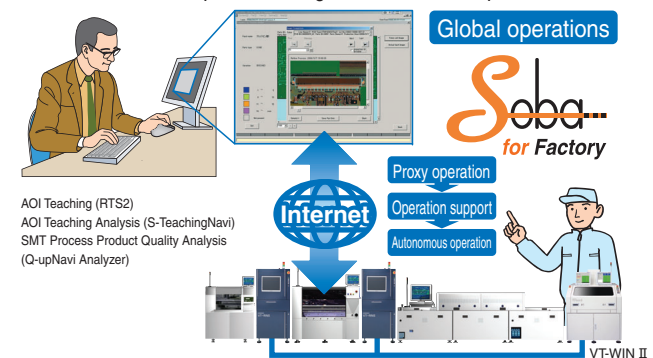 Global operations
Soba
for Factory
Proxy operation
Operation support
Autonomous operation
Internet
AOI Teaching (RTS2)
AOI Teaching Analysis (S-TeachingNavi)
SMT Process Product Quality Analysis
(Q-upNavi Analyzer)
VT-WIN Ⅱ